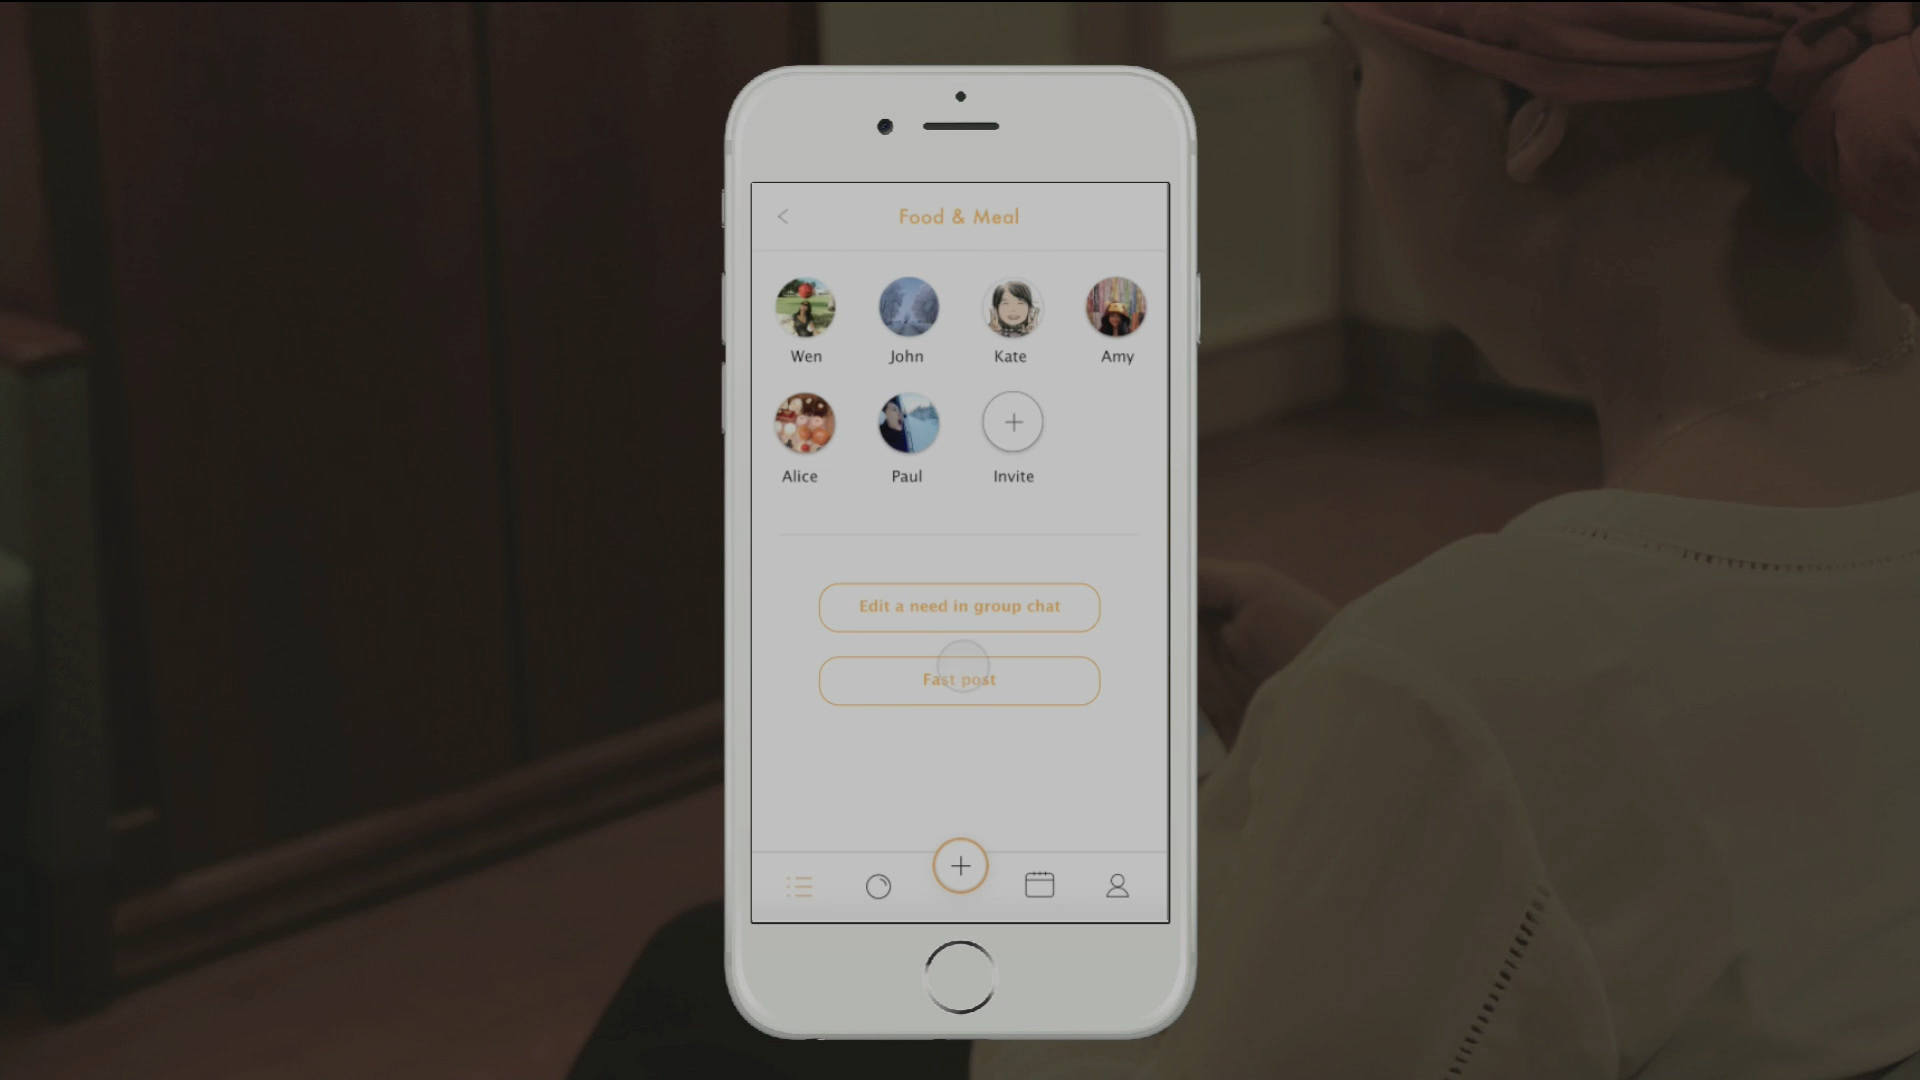 Food & Meal
Wen
John
Kate
Amy
Alice
Paul
Invite
Edit a need in group chat
Fast post